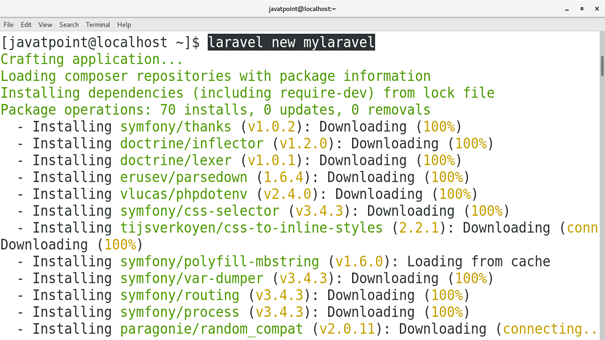 javatpoint@localhost:~
File Edit View Search Terminal Help
[javatpoint@localhost ~]$ laravel new mylaravel
Crafting application...
Loading composer repositories with package information
Installing dependencies (including require-dev) from lock file
Package operations: 70 installs, 0 updates, 0 removals
  - Installing symfony/thanks (v1.0.2): Downloading (100%)
  - Installing doctrine/inflector (v1.2.0): Downloading (100%)
  - Installing doctrine/lexer (v1.0.1): Downloading (100%)
  - Installing erusev/parsedown (1.6.4): Downloading (100%)
  - Installing vlucas/phpdotenv (v2.4.0): Downloading (100%)
  - Installing symfony/css-selector (v3.4.3): Downloading (100%)
  - Installing tijsverkoyen/css-to-inline-styles (2.2.1): Downloading (conn
Downloading (100%)
  - Installing symfony/polyfill-mbstring (v1.6.0): Loading from cache
  - Installing symfony/var-dumper (v3.4.3): Downloading (100%)
  - Installing symfony/routing (v3.4.3): Downloading (100%)
  - Installing symfony/process (v3.4.3): Downloading (100%)
  - Installing paragonie/random_compat (v2.0.11): Downloading (connecting..